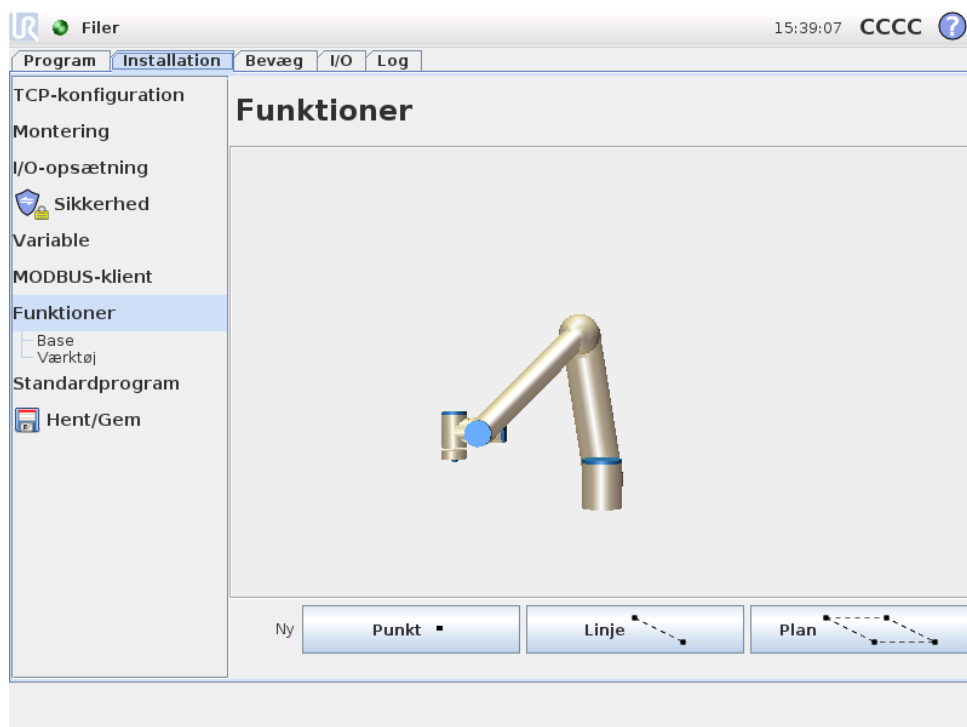 UR Filer 15:39:07 CCCC ?
Program Installation Bevæg I/O Log
TCP-konfiguration
Montering
I/O-opsætning
Sikkerhed
Variable
MODBUS-klient
Funktioner
Base
Værktøj
Standardprogram
Hent/Gem
Funktioner
Ny Punkt Linje Plan